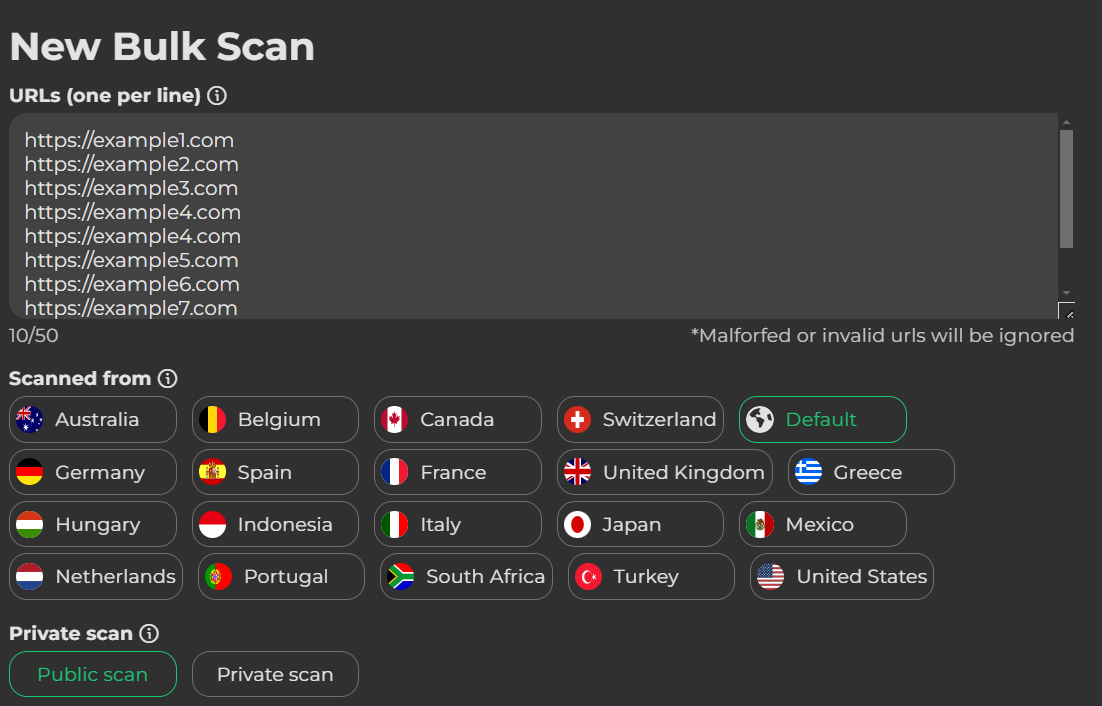 New Bulk Scan
URLs (one per line)
https://example1.com
https://example2.com
https://example3.com
https://example4.com
https://example4.com
https://example5.com
https://example6.com
https://example7.com
10/50 *Malforfed or invalid urls will be ignored
Scanned from
Australia Belgium Canada Switzerland Default
Germany Spain France United Kingdom Greece
Hungary Indonesia Italy Japan Mexico
Netherlands Portugal South Africa Turkey United States
Private scan
Public scan Private scan